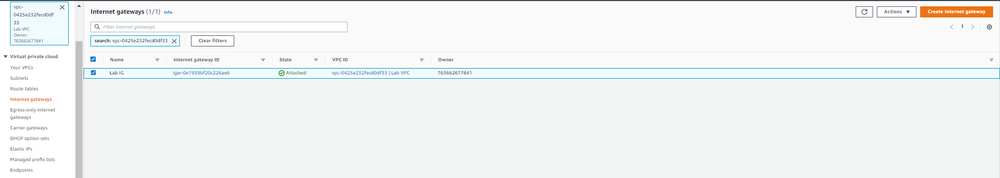 vpc-
0425e232fecd0df
33
Lab VPC
Owner:
763662677841
Virtual private cloud
Your VPCs
Subnets
Route tables
Internet gateways
Egress-only internet
gateways
Carrier gateways
DHCP option sets
Elastic IPs
Managed prefix lists
Endpoints
Internet gateways (1/1) Info
Actions
Create internet gateway
Filter internet gateways
1
search: vpc-0425e232fecd0df33
Clear filters
Name Internet gateway ID State VPC ID Owner
Lab IG igw-0e7939bf20c226ae6 Attached vpc-0425e232fecd0df33 | Lab VPC 763662677841